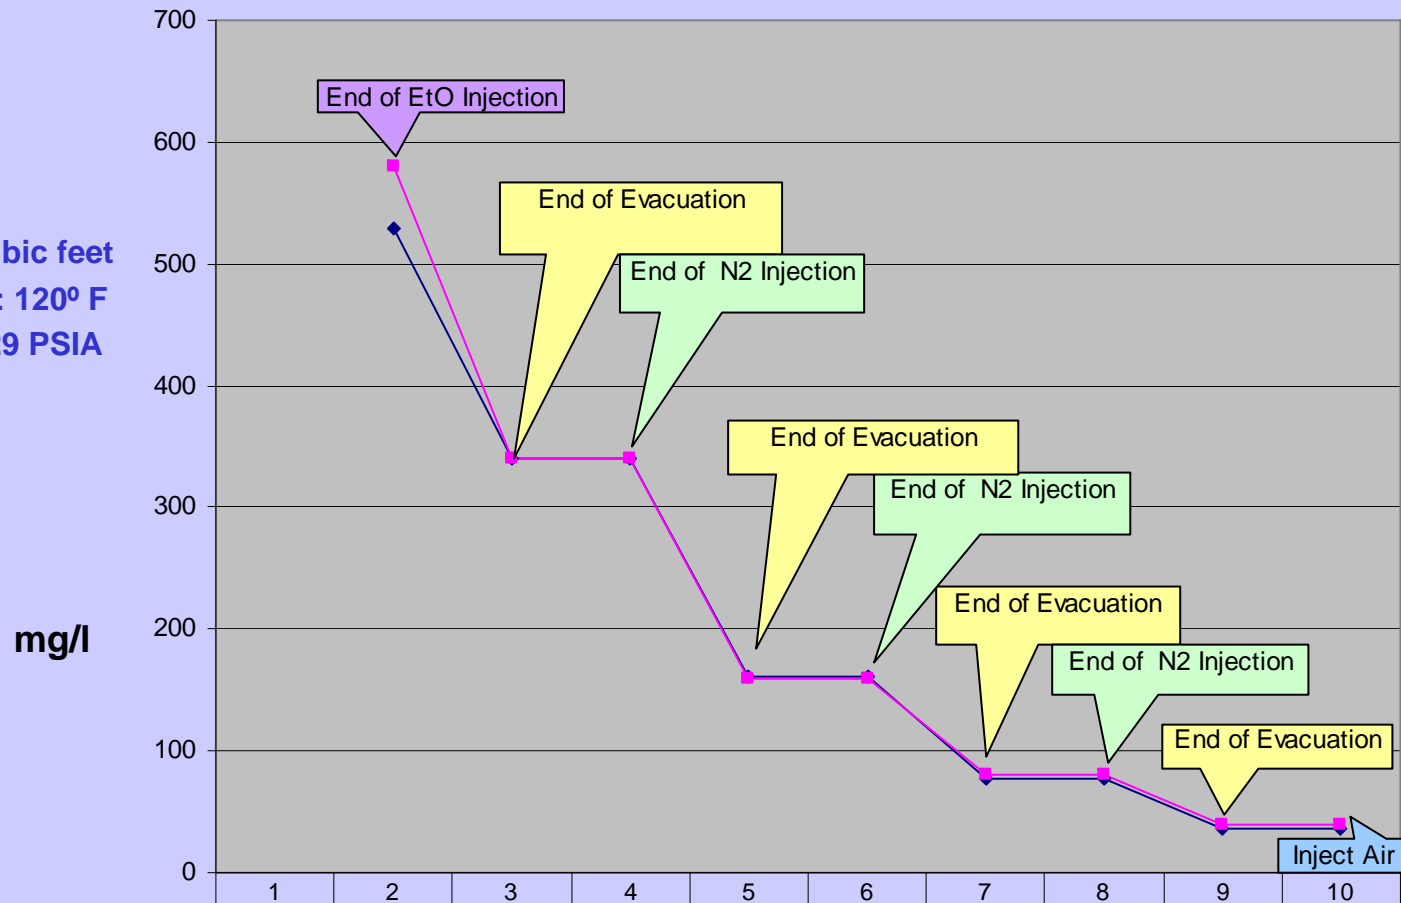 700
600
500
400
300
200
100
0
mg/l
bic feet
: 120º F
29 PSIA
End of EtO Injection
End of Evacuation
End of N2 Injection
End of Evacuation
End of N2 Injection
End of Evacuation
End of N2 Injection
End of Evacuation
Inject Air
1 2 3 4 5 6 7 8 9 10